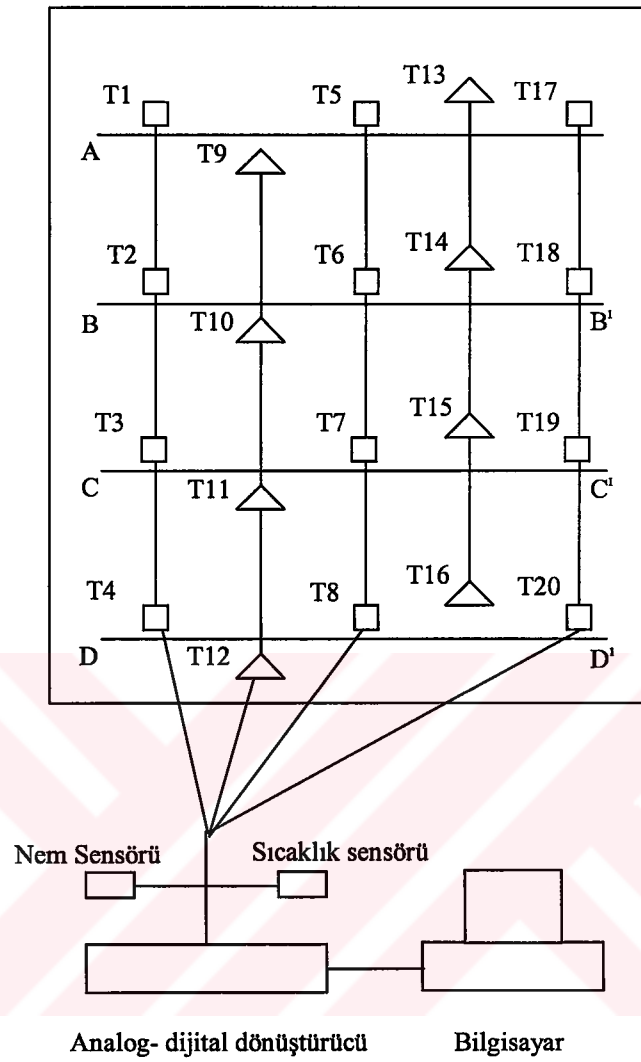 T1 T5 T13 T17
A T9
T2 T6 T14 T18
B T10 B¹
T3 T7 T15 T19
C T11 C¹
T4 T8 T16 T20
D T12 D¹
Nem Sensörü Sıcaklık sensörü
Analog- dijital dönüştürücü Bilgisayar